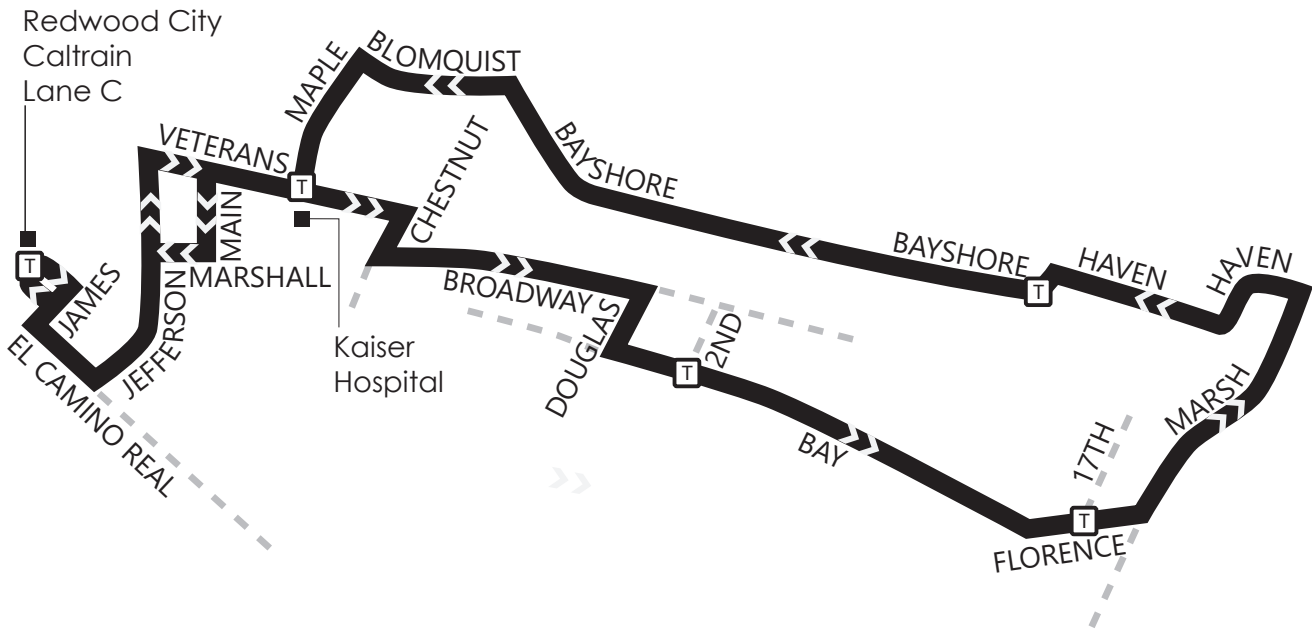 Redwood City
Caltrain
Lane C
MAPLE
BLOMQUIST
VETERANS
T
CHESTNUT
BAYSHORE
MAIN
T
JAMES
MARSHALL
JEFFERSON
EL CAMINO REAL
BROADWAY
DOUGLAS
2ND
T
Kaiser
Hospital
BAYSHORE
T
HAVEN
HAVEN
MARSH
BAY
17TH
T
FLORENCE